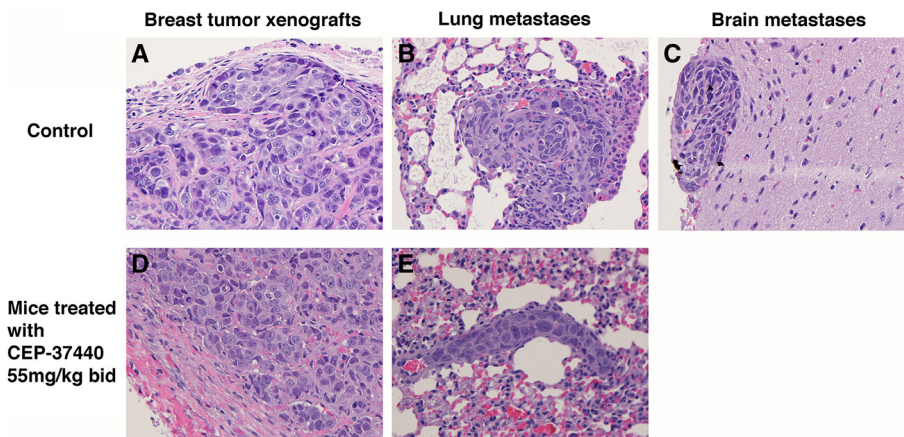 Breast tumor xenografts
Lung metastases
Brain metastases
A
B
C
Control
D
E
Mice treated
with
CEP-37440
55mg/kg bid